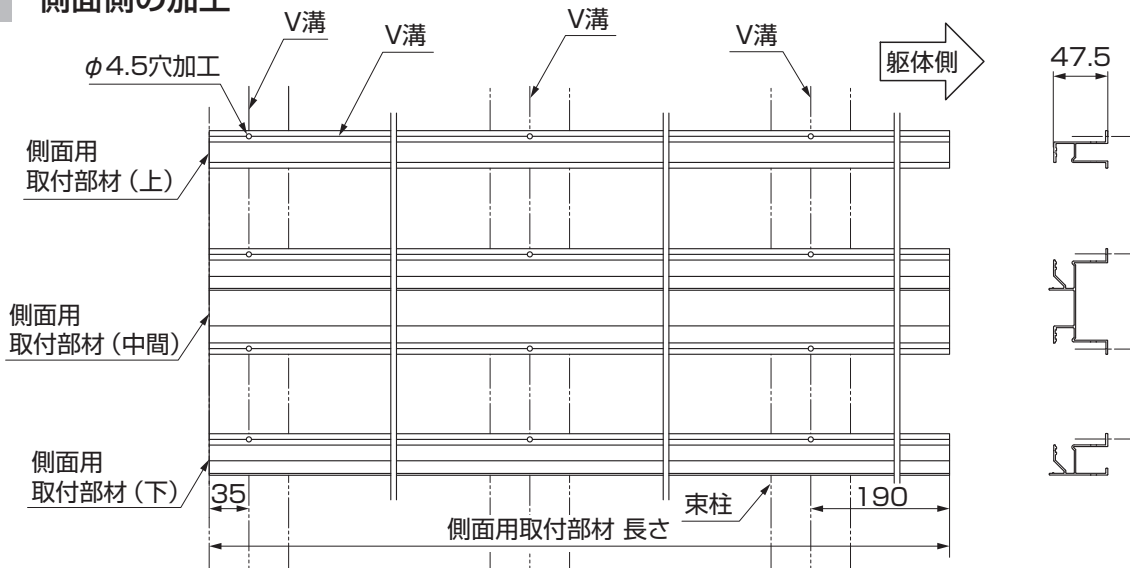 側面側の加工
V溝
V溝
V溝
V溝
φ4.5穴加工
躯体側
47.5
側面用
取付部材（上）
側面用
取付部材（中間）
側面用
取付部材（下）
35
束柱
190
側面用取付部材 長さ